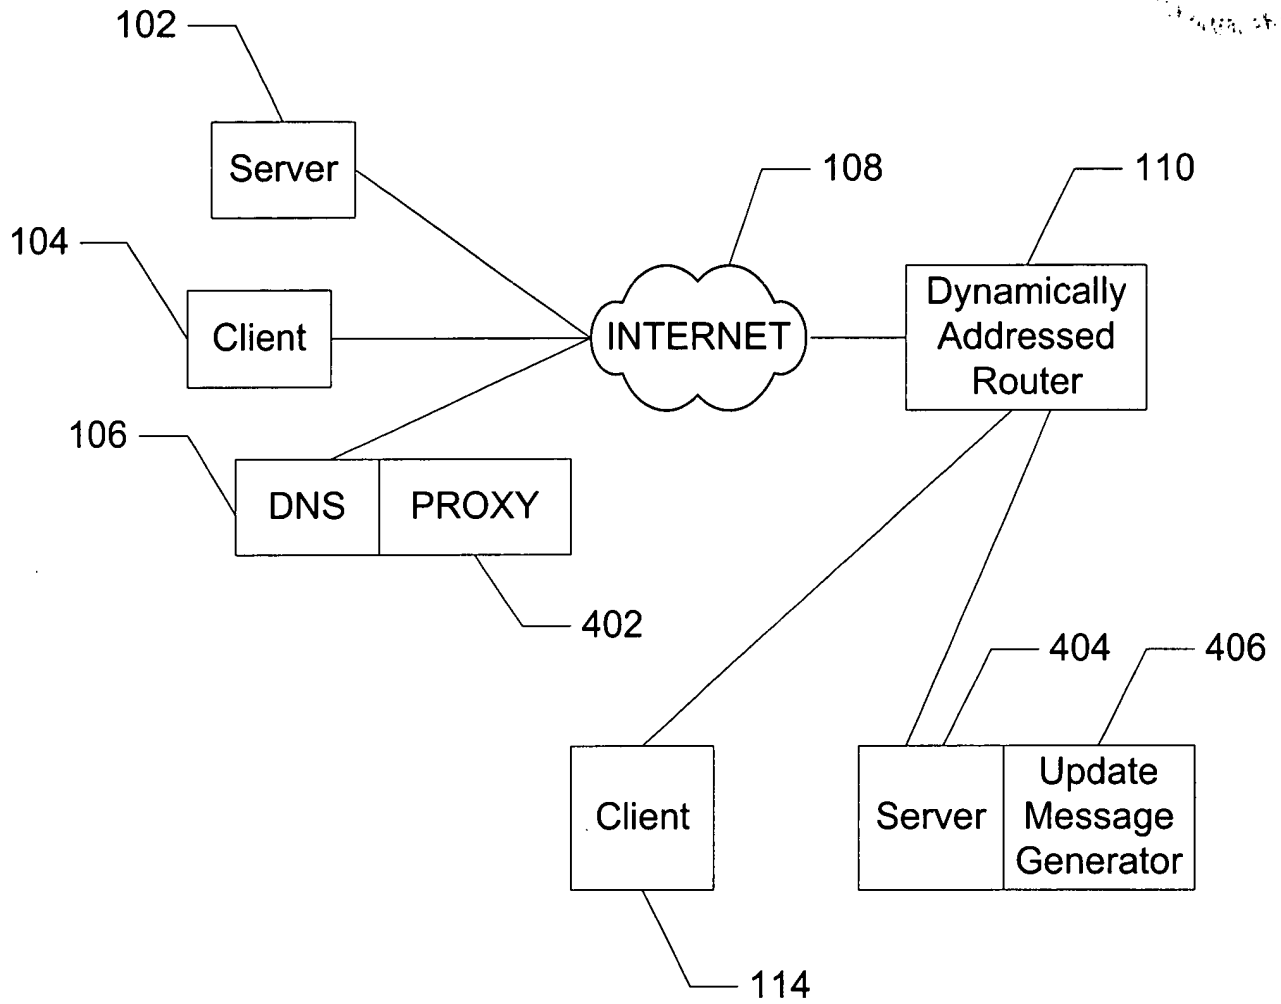 102
Server
108
110
104
Client
INTERNET
Dynamically
Addressed
Router
106
DNS
PROXY
402
404
406
Client
Server
Update
Message
Generator
114